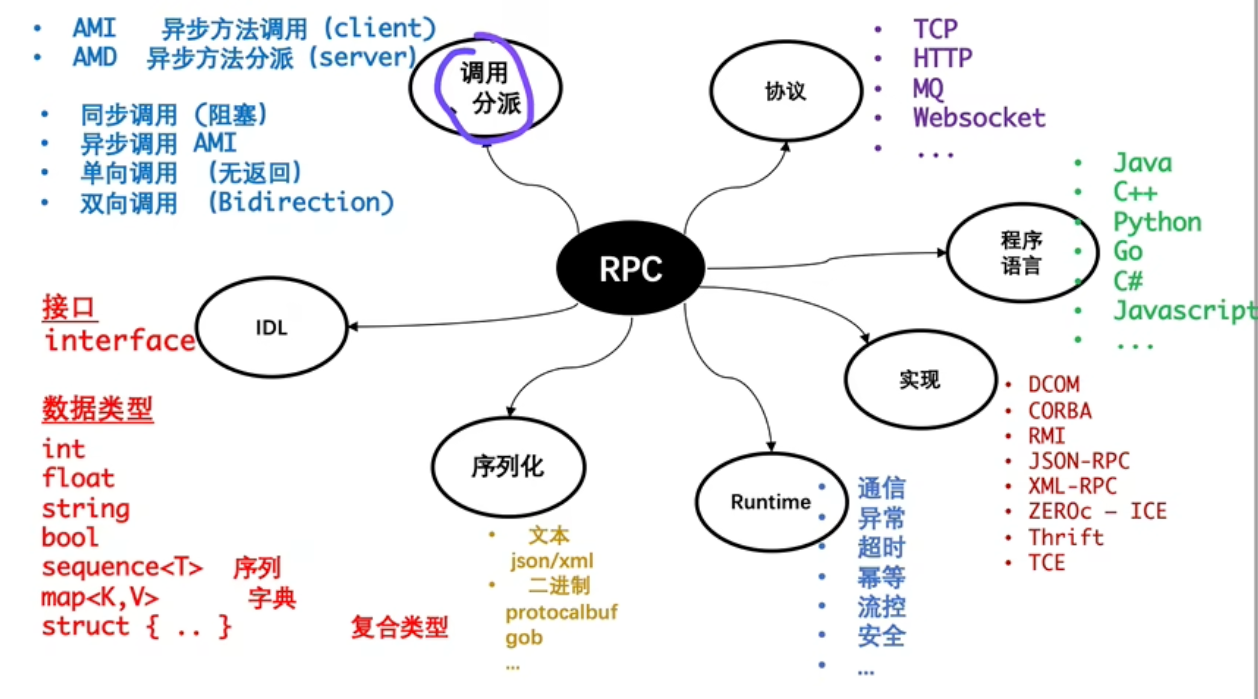 AMI 异步方法调用 (client)
AMD 异步方法分派 (server)
同步调用 (阻塞)
异步调用 AMI
单向调用 (无返回)
双向调用 (Bidirection)
调用
、分派
协议
TCP
HTTP
MQ
Websocket
...
RPC
程序
语言
Java
C++
Python
Go
C#
Javascript
...
IDL
接口
interface
数据类型
int
float
string
bool
sequence<T> 序列
map<K,V> 字典
struct { .. } 复合类型
序列化
文本
json/xml
二进制
protocalbuf
gob
...
Runtime
通信
异常
超时
幂等
流控
安全
...
实现
DCOM
CORBA
RMI
JSON-RPC
XML-RPC
ZEROc – ICE
Thrift
TCE